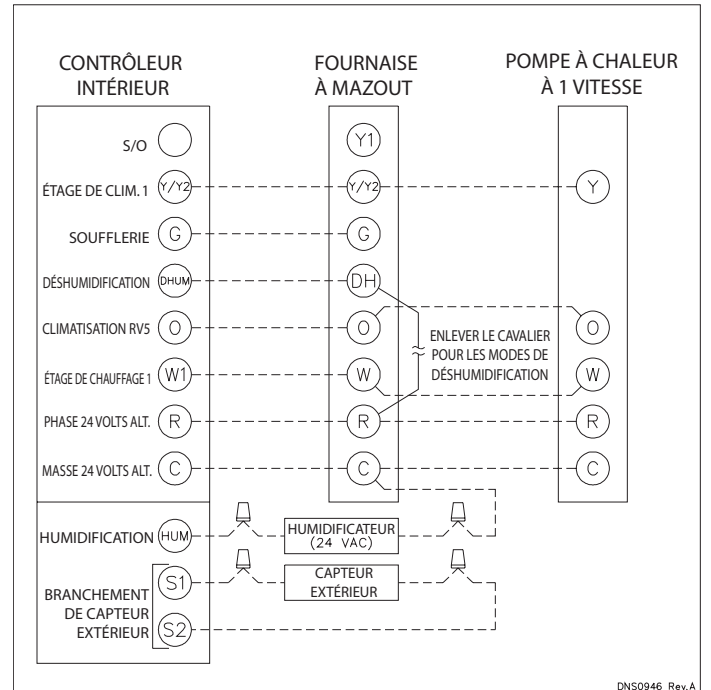 CONTRÔLEUR
INTÉRIEUR
FOURNAISE
À MAZOUT
POMPE À CHALEUR
À 1 VITESSE
S/O
Y1
ÉTAGE DE CLIM. 1
Y/Y2
Y/Y2
Y
SOUFFLERIE
G
G
DÉSHUMIDIFICATION
DHUM
DH
CLIMATISATION RV5
O
O
ENLEVER LE CAVALIER
POUR LES MODES DE
DÉSHUMIDIFICATION
O
ÉTAGE DE CHAUFFAGE 1
W1
W
W
PHASE 24 VOLTS ALT.
R
R
R
MASSE 24 VOLTS ALT.
C
C
C
HUMIDIFICATION
HUM
HUMIDIFICATEUR
(24 VAC)
BRANCHEMENT
DE CAPTEUR
EXTÉRIEUR
S1
CAPTEUR
EXTÉRIEUR
S2
DNS0946 Rev.A